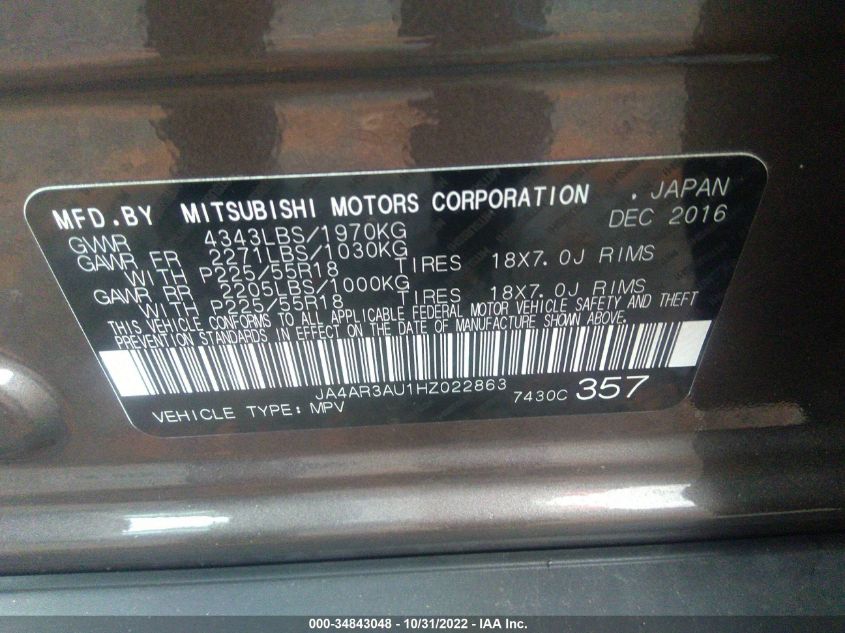 MFD.BY MITSUBISHI MOTORS CORPORATION , JAPAN
DEC 2016
GVWR 4343LBS/1970KG
GAWR FR 2271LBS/1030KG
WITH P225/55R18 TIRES 18X7.0J RIMS
GAWR RR 2205LBS/1000KG
WITH P225/55R18 TIRES 18X7.0J RIMS
THIS VEHICLE CONFORMS TO ALL APPLICABLE FEDERAL MOTOR VEHICLE SAFETY AND THEFT
PREVENTION STANDARDS IN EFFECT ON THE DATE OF MANUFACTURE SHOWN ABOVE.
JA4AR3AU1HZ022863
VEHICLE TYPE: MPV 7430C 357
000-34843048 - 10/31/2022 - IAA Inc.